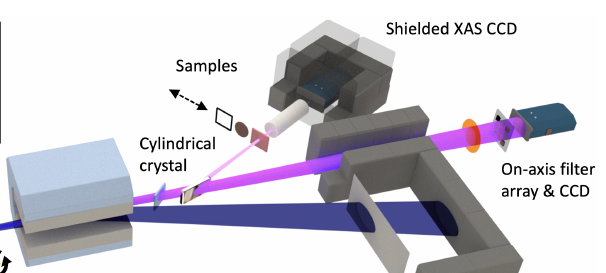 Shielded XAS CCD
Samples
Cylindrical
crystal
On-axis filter
array & CCD